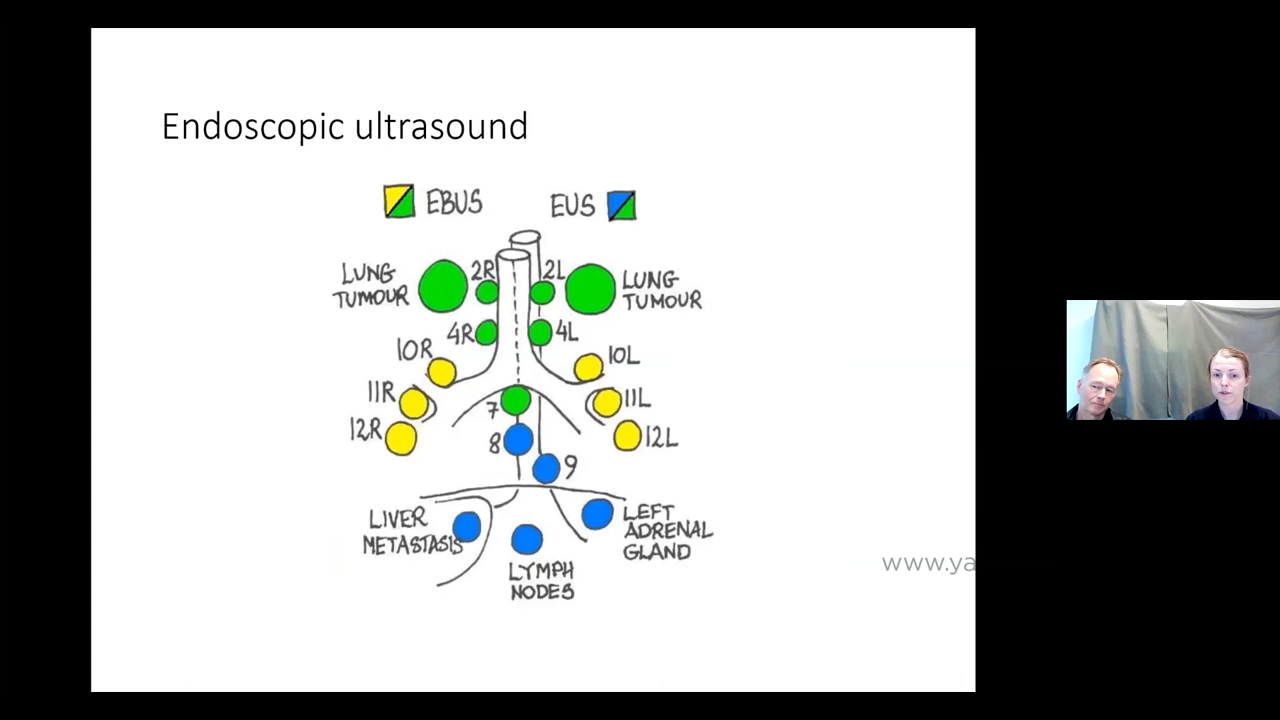 Endoscopic ultrasound
EBUS
EUS
2R
2L
LUNG
TUMOUR
LUNG
TUMOUR
4R
4L
10R
10L
11R
11L
7
12R
12L
8
9
LIVER
METASTASIS
LEFT
ADRENAL
GLAND
LYMPH
NODES
www.ya